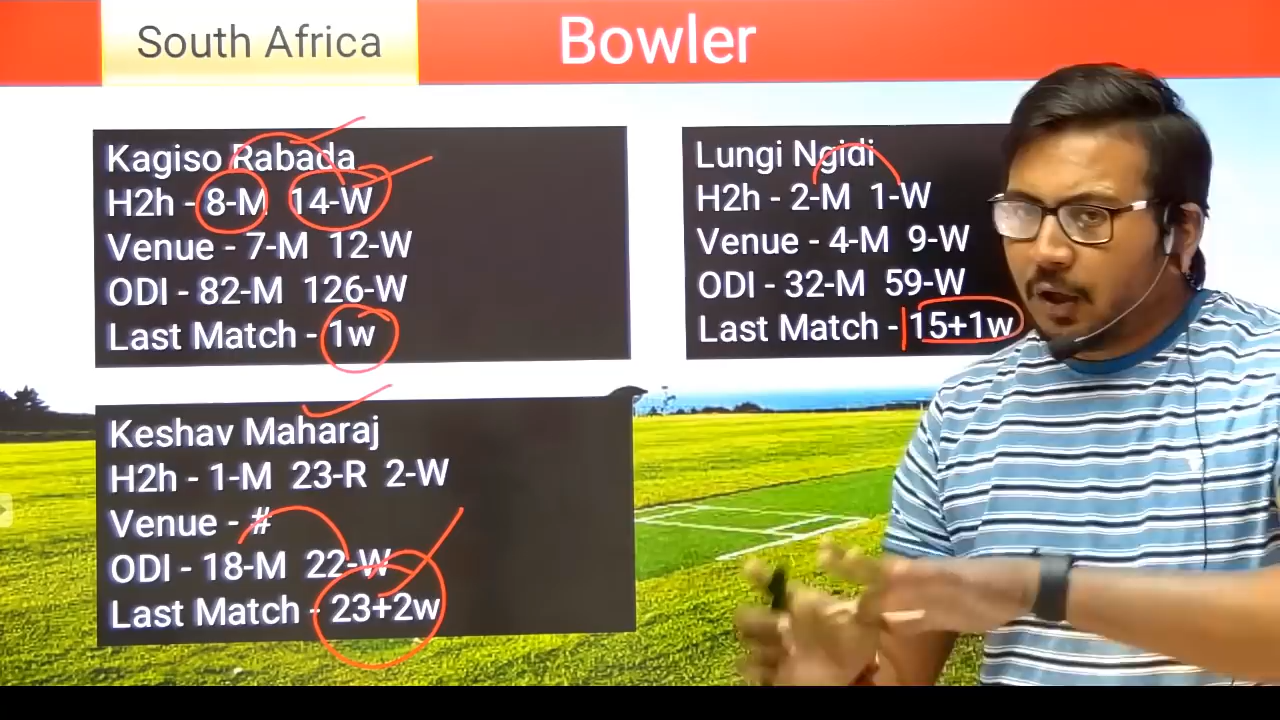 South Africa
Bowler
Kagiso Rabada
H2h - 8-M 14-W
Venue - 7-M 12-W
ODI - 82-M 126-W
Last Match - 1w
Lungi Ngidi
H2h - 2-M 1-W
Venue - 4-M 9-W
ODI - 32-M 59-W
Last Match - 15+1w
Keshav Maharaj
H2h - 1-M 23-R 2-W
Venue - #
ODI - 18-M 22-W
Last Match - 23+2w